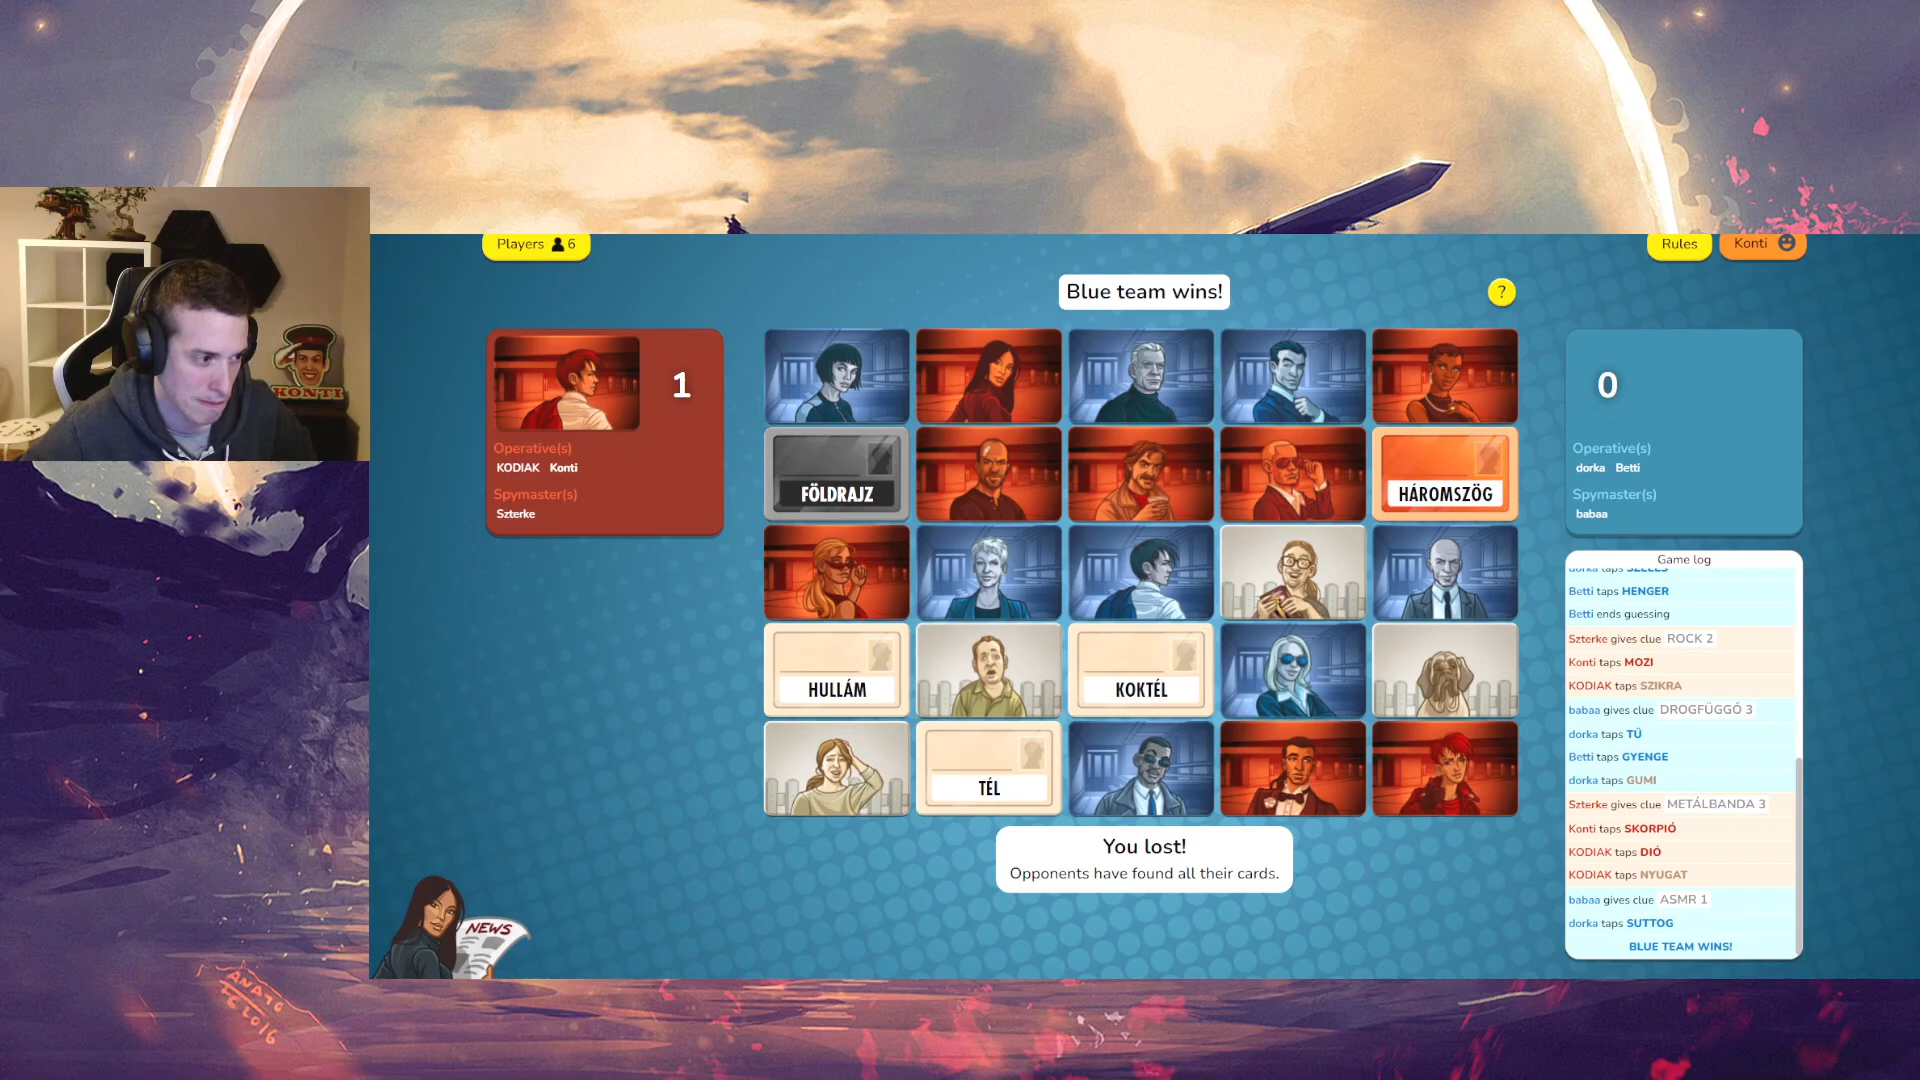 Players 6
Rules
Konti
Blue team wins!
?
1
Operative(s)
KODIAK Konti
Spymaster(s)
Szterke
0
Operative(s)
dorka Betti
Spymaster(s)
babaa
KONTI
FÖLDRAJZ
HÁROMSZÖG
HULLÁM
KOKTÉL
TÉL
You lost!
Opponents have found all their cards.
NEWS
Game log
dorka taps SZÉLES
Betti taps HENGER
Betti ends guessing
Szterke gives clue ROCK 2
Konti taps MOZI
KODIAK taps SZIKRA
babaa gives clue DROGFÜGGŐ 3
dorka taps TŰ
Betti taps GYENGE
dorka taps GUMI
Szterke gives clue METÁLBANDA 3
Konti taps SKORPIÓ
KODIAK taps DIÓ
KODIAK taps NYUGAT
babaa gives clue ASMR 1
dorka taps SUTTOG
BLUE TEAM WINS!